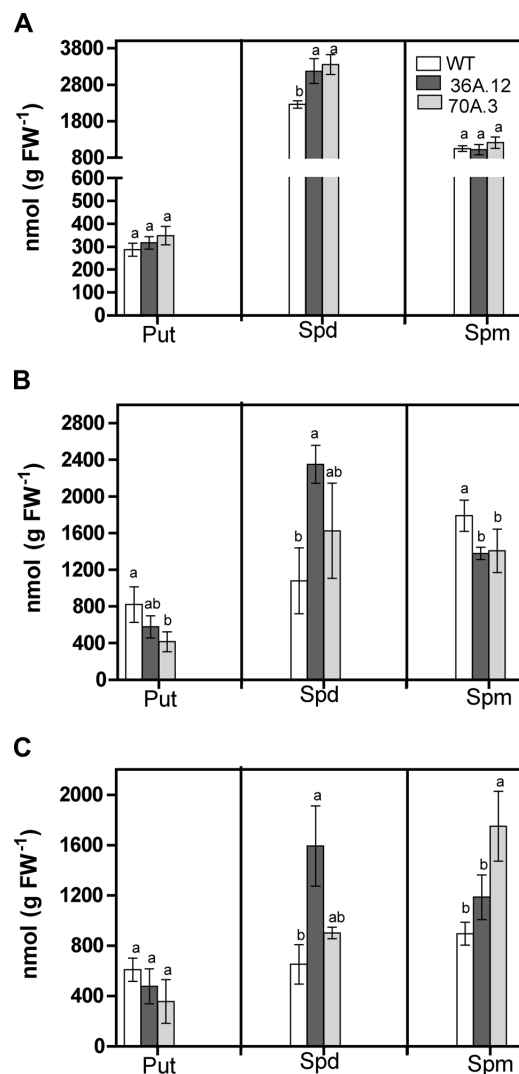 A
3800
2800
1800
800
600
500
400
300
200
100
0
nmol (g FW⁻¹)
a a a
b a a
a a a
WT
36A.12
70A.3
Put Spd Spm
B
2800
2400
2000
1600
1200
800
400
0
nmol (g FW⁻¹)
a ab b
b a ab
a b b
Put Spd Spm
C
2000
1600
1200
800
400
0
nmol (g FW⁻¹)
a a a
b a ab
b b a
Put Spd Spm